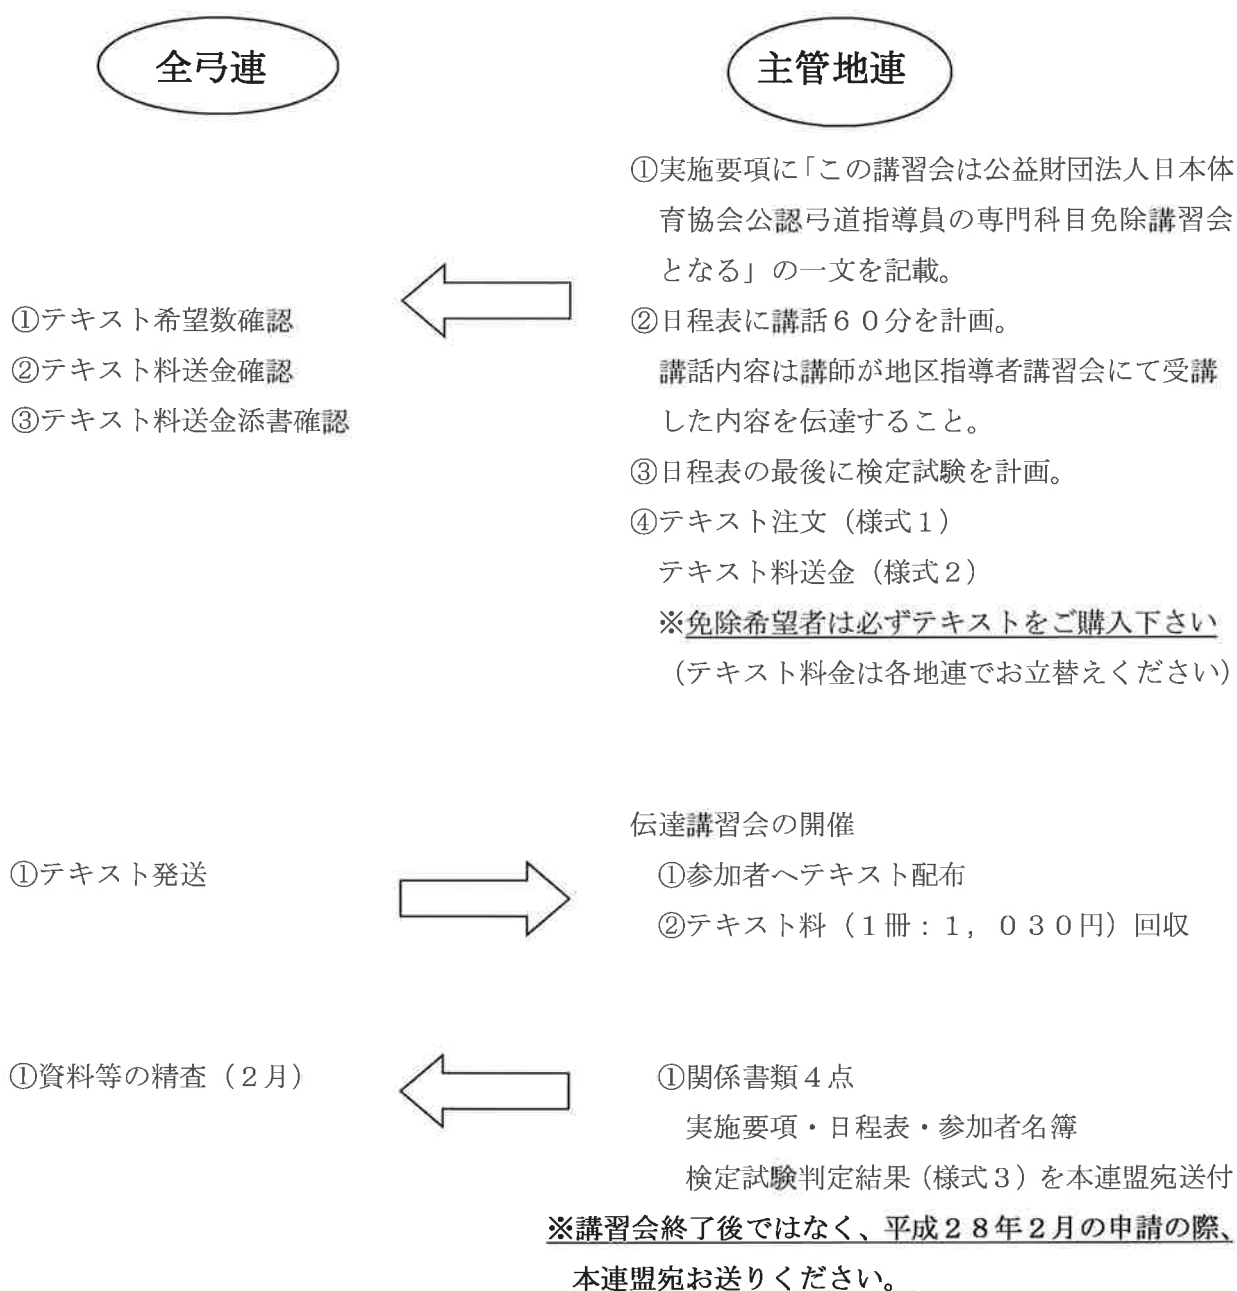 全弓連
主管地連
①実施要項に「この講習会は公益財団法人日本体
育協会公認弓道指導員の専門科目免除講習会
となる」の一文を記載。
①テキスト希望数確認
②テキスト料送金確認
③テキスト料送金添書確認
②日程表に講話６０分を計画。
講話内容は講師が地区指導者講習会にて受講
した内容を伝達すること。
③日程表の最後に検定試験を計画。
④テキスト注文（様式１）
テキスト料送金（様式２）
※免除希望者は必ずテキストをご購入下さい
（テキスト料金は各地連でお立替えください）
①テキスト発送
伝達講習会の開催
①参加者へテキスト配布
②テキスト料（１冊：１，０３０円）回収
①資料等の精査（２月）
①関係書類４点
実施要項・日程表・参加者名簿
検定試験判定結果（様式３）を本連盟宛送付
※講習会終了後ではなく、平成２８年２月の申請の際、
本連盟宛お送りください。